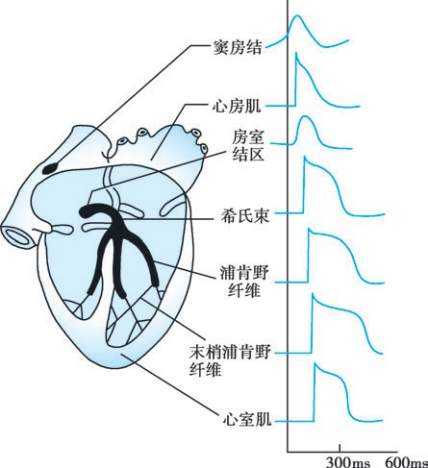 窦房结
心房肌
房室
结区
希氏束
浦肯野
纤维
末梢浦肯野
纤维
心室肌
300ms 600ms